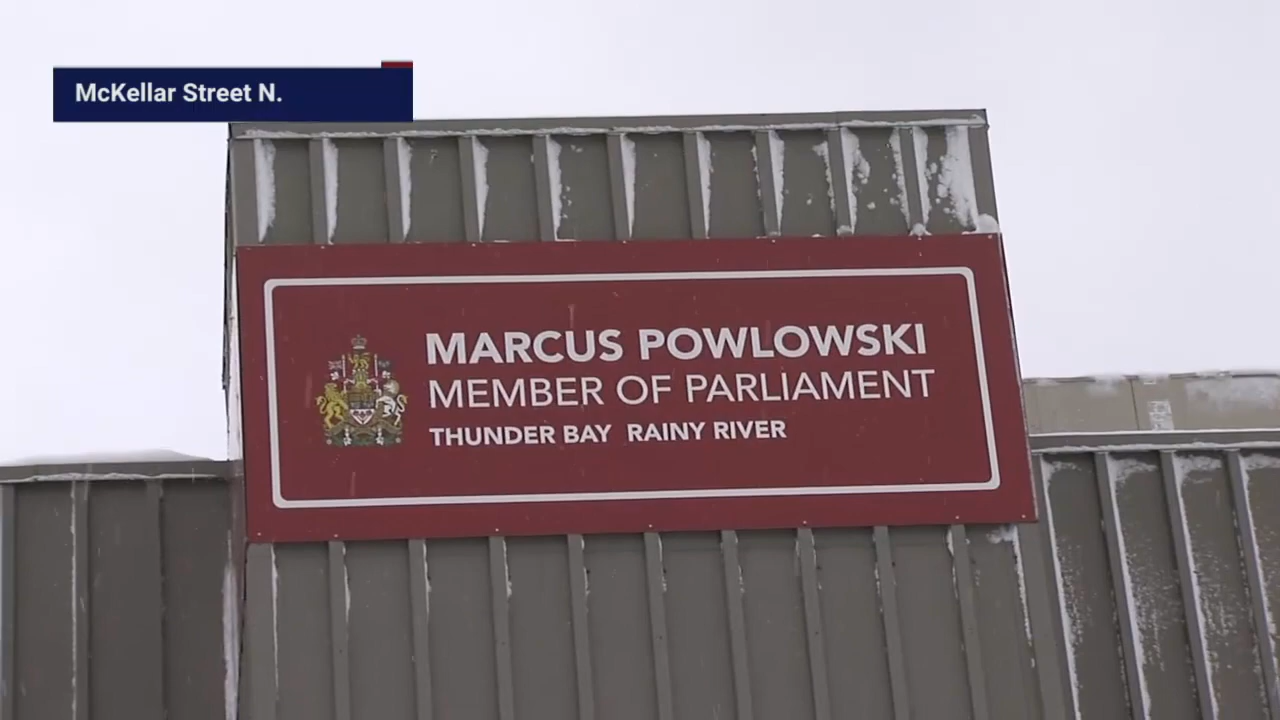 McKellar Street N.
MARCUS POWLOWSKI
MEMBER OF PARLIAMENT
THUNDER BAY RAINY RIVER